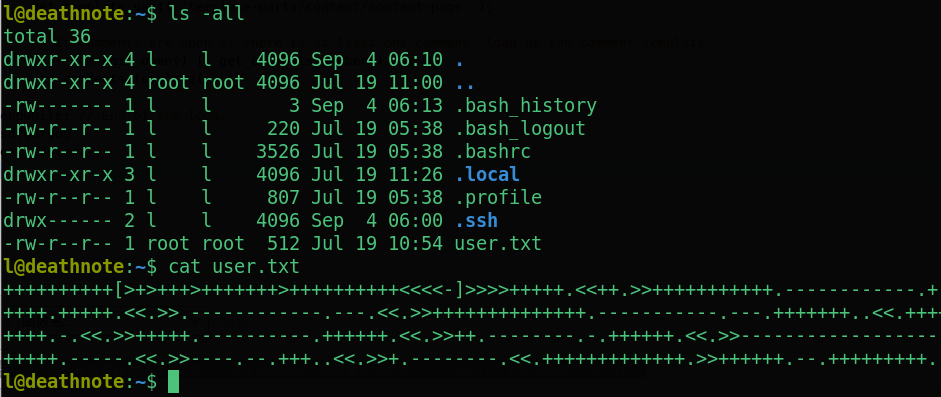 l@deathnote:~$ ls -all
total 36
drwxr-xr-x 4 l    l    4096 Sep  4 06:10 .
drwxr-xr-x 4 root root 4096 Jul 19 11:00 ..
-rw------- 1 l    l       3 Sep  4 06:13 .bash_history
-rw-r--r-- 1 l    l     220 Jul 19 05:38 .bash_logout
-rw-r--r-- 1 l    l    3526 Jul 19 05:38 .bashrc
drwxr-xr-x 3 l    l    4096 Jul 19 11:26 .local
-rw-r--r-- 1 l    l     807 Jul 19 05:38 .profile
drwx------ 2 l    l    4096 Sep  4 06:00 .ssh
-rw-r--r-- 1 root root  512 Jul 19 10:54 user.txt
l@deathnote:~$ cat user.txt
++++++++++[>+>+++>+++++++>++++++++++<<<<-]>>>>+++++.<<++.>>+++++++++++.------------.+
++++.+++++.<<.>>.------------.---.<<.>>++++++++++++++.-----------.---.+++++++..<<.+++
++++.-.<<.>>+++++.----------.++++++.<<.>>++.--------.-.++++++.<<.>>------------------
+++++.-----.<<.>>----.--.+++..<<.>>+.--------.<<.+++++++++++++.>>++++++.--.+++++++++.
l@deathnote:~$